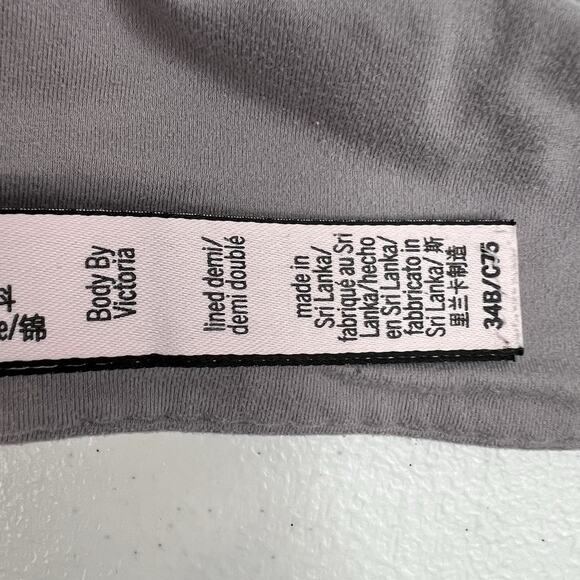 Body By
Victoria
lined demi/
demi doublé
made in
Sri Lanka/
fabriqué au Sri
Lanka/hecho
en Sri Lanka/
fabbricato in
Sri Lanka/ 斯
里兰卡制造
34B/C75